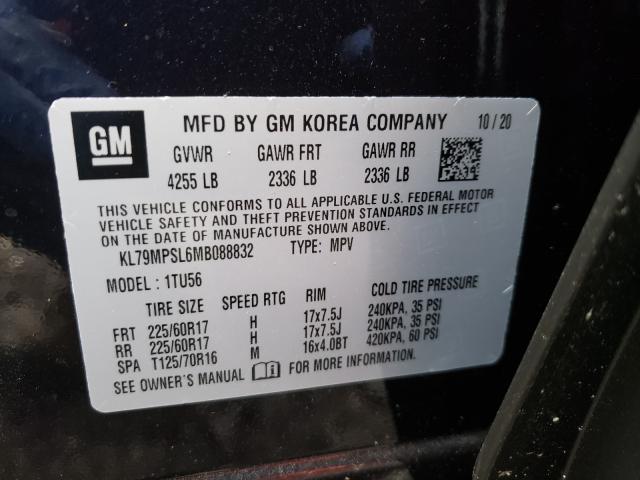 GM
MFD BY GM KOREA COMPANY 10/20
GVWR GAWR FRT GAWR RR
4255 LB 2336 LB 2336 LB
THIS VEHICLE CONFORMS TO ALL APPLICABLE U.S. FEDERAL MOTOR
VEHICLE SAFETY AND THEFT PREVENTION STANDARDS IN EFFECT
ON THE DATE OF MANUFACTURE SHOWN ABOVE.
KL79MPSL6MB088832 TYPE: MPV
MODEL: 1TU56
TIRE SIZE SPEED RTG RIM COLD TIRE PRESSURE
FRT 225/60R17 H 17x7.5J 240KPA, 35 PSI
RR 225/60R17 H 17x7.5J 240KPA, 35 PSI
SPA T125/70R16 M 16x4.0BT 420KPA, 60 PSI
SEE OWNER'S MANUAL FOR MORE INFORMATION.